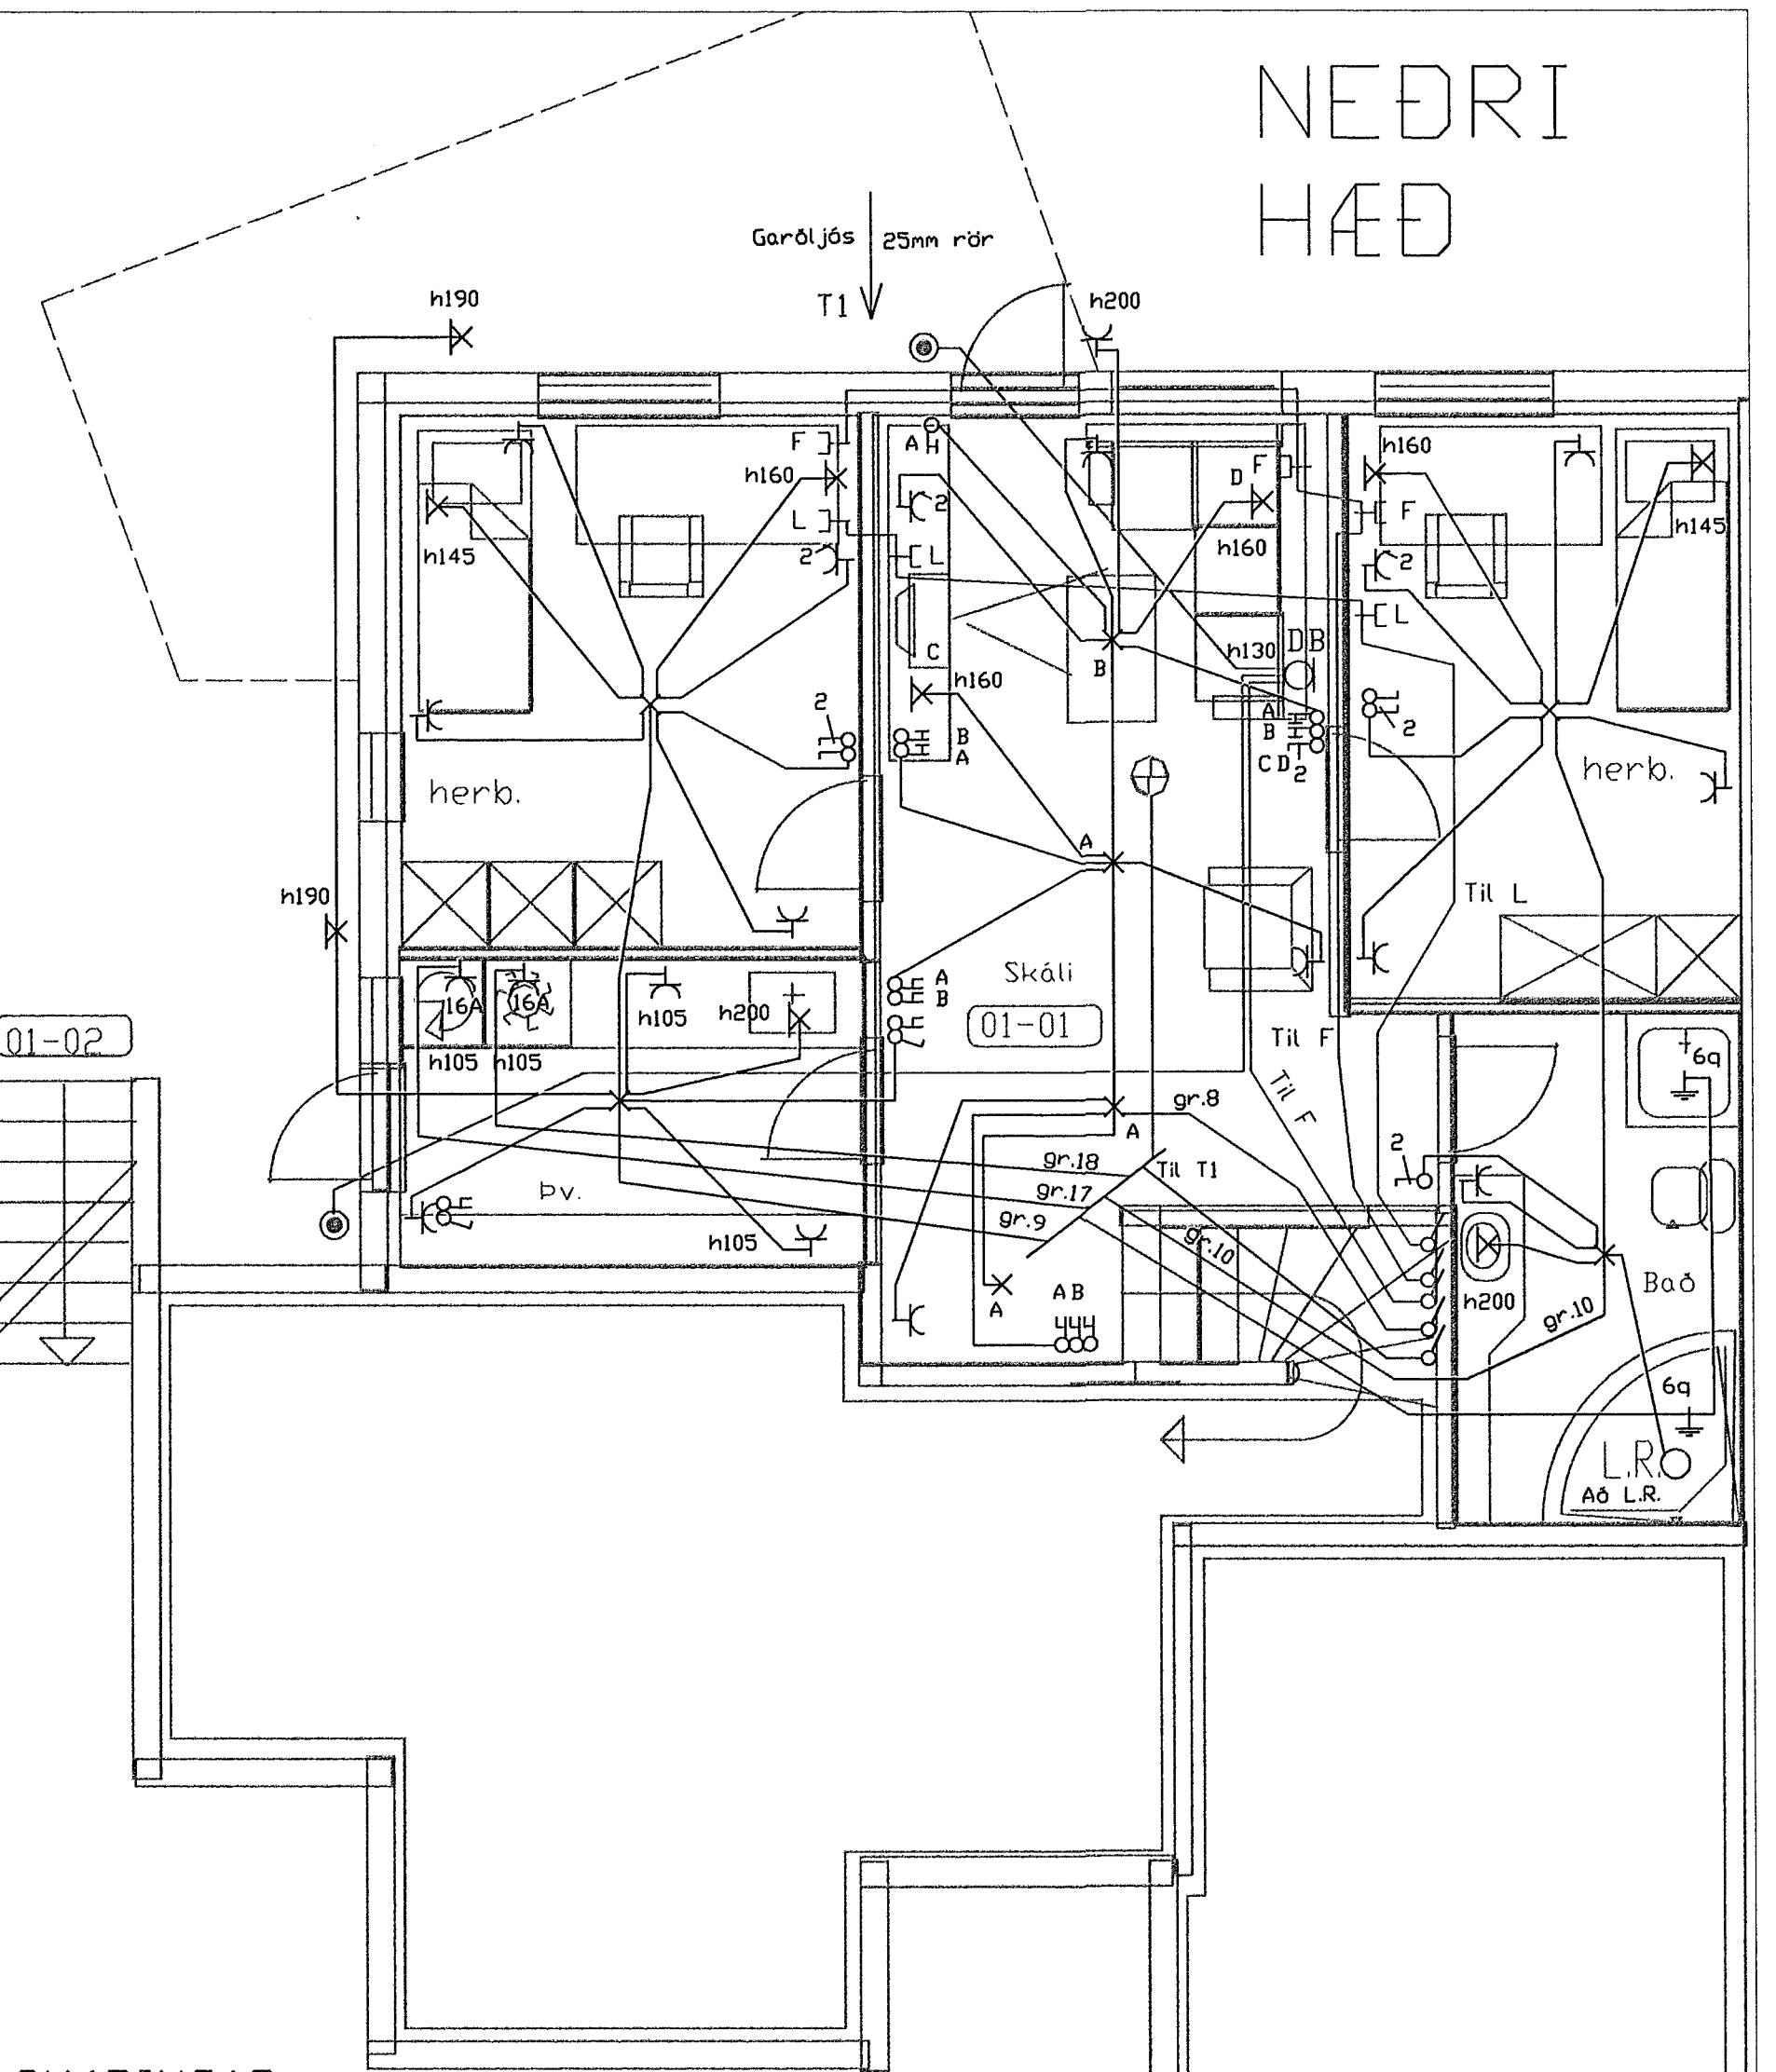 NEÐRI
HÆÐ
Garðljós 25mm rör
T1
h190
h200
F
h160
L
2
h145
A
2
L
D F
h160
h160
F
2
L
h145
C
h160
B
h130
D B
A
B
C D 2
2
B
A
2
herb.
herb.
h190
A
Til L
Skáli
01-01
A
B
16A
16A
h105
h200
h105
h105
01-02
Til F
Til F
6q
gr.8
A
2
gr.18
Til T1
gr.17
gr.9
gr.10
Þv.
h105
A
A B
h200
Bað
gr.10
6q
L.R.
Að L.R.